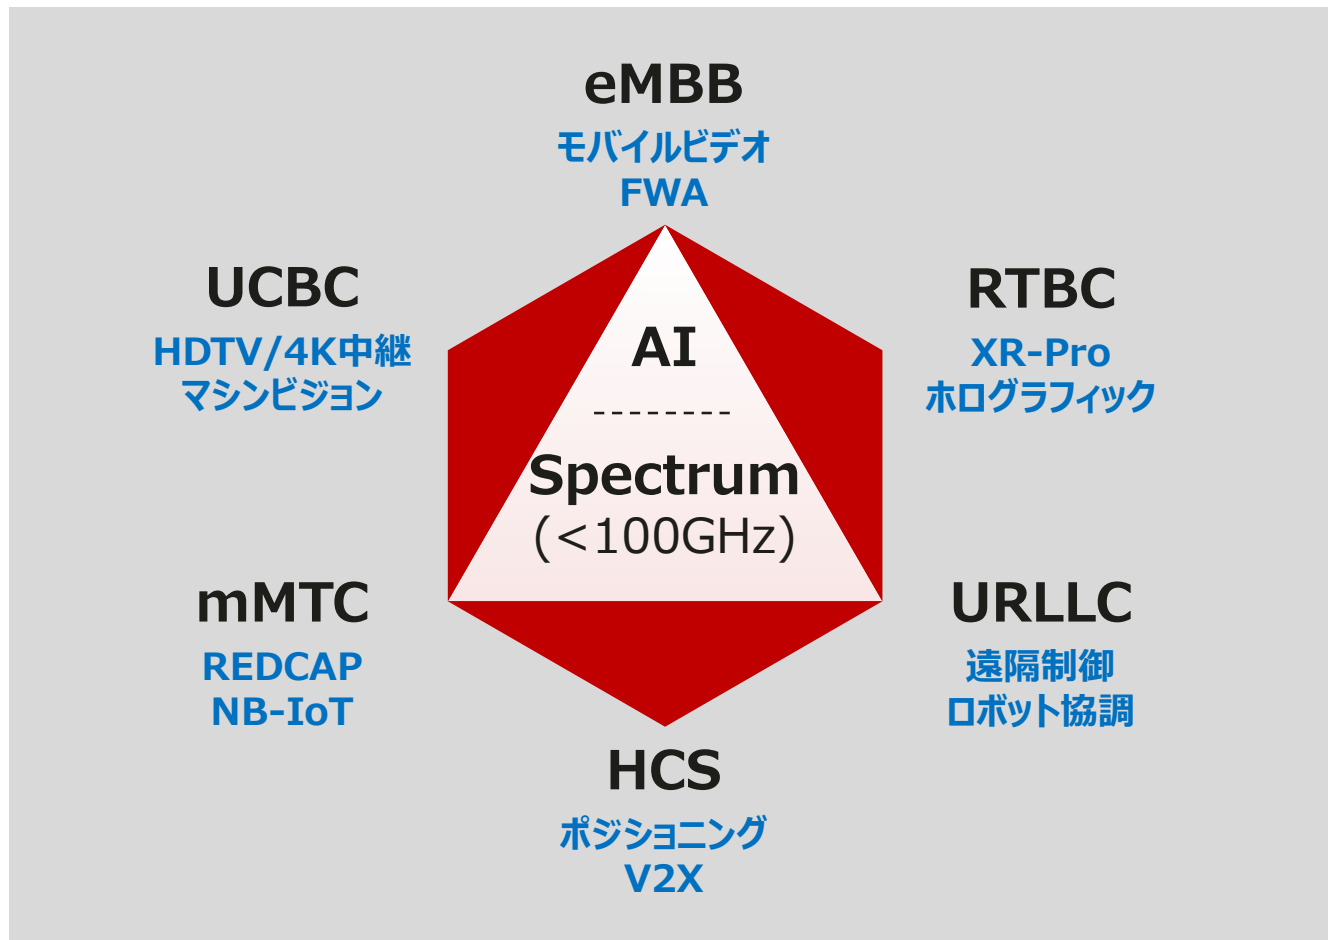 eMBB
モバイルビデオ
FWA
UCBC
HDTV/4K中継
マシンビジョン
RTBC
XR-Pro
ホログラフィック
AI
Spectrum
(<100GHz)
mMTC
REDCAP
NB-IoT
URLLC
遠隔制御
ロボット協調
HCS
ポジショニング
V2X